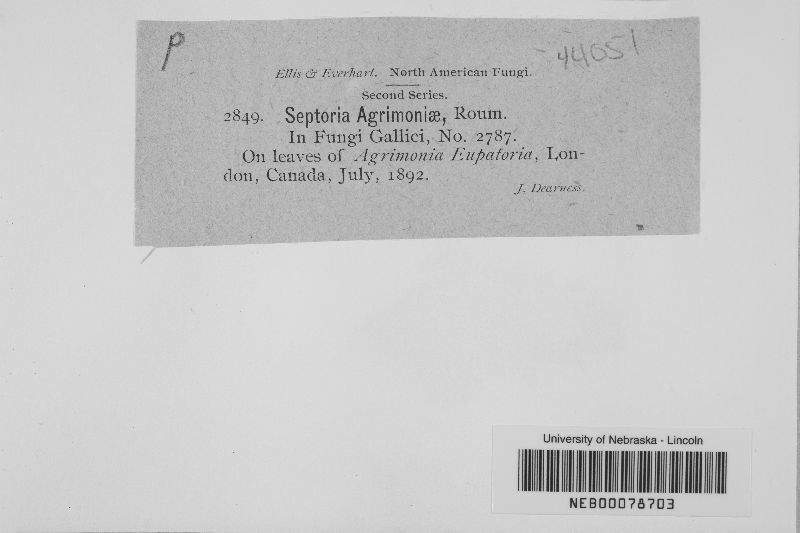 P
44051
Ellis & Everhart. North American Fungi.
Second Series.
2849. Septoria Agrimoniæ, Roum.
In Fungi Gallici, No. 2787.
On leaves of Agrimonia Eupatoria, Lon-
don, Canada, July, 1892.
J. Dearness.
University of Nebraska - Lincoln
NEB00078703